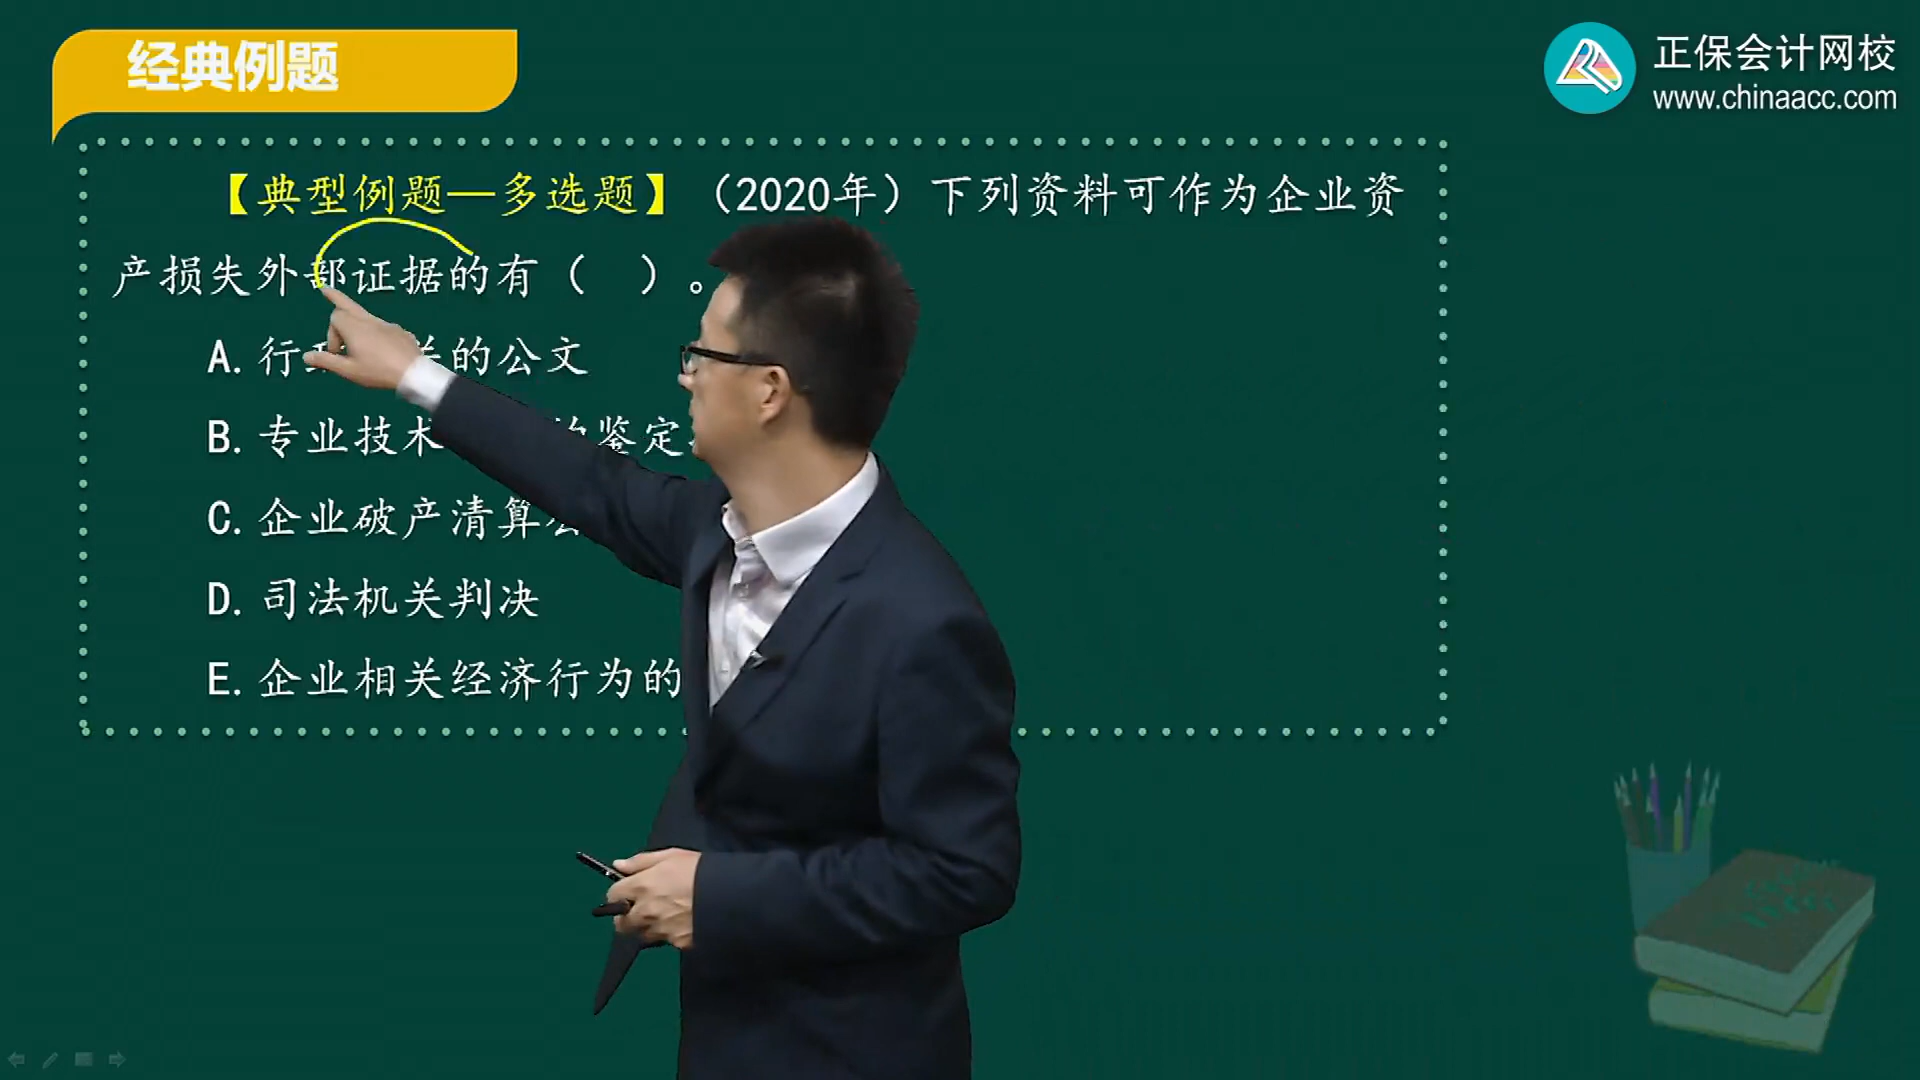 经典例题
正保会计网校
www.chinaacc.com
【典型例题—多选题】（2020年）下列资料可作为企业资
产损失外部证据的有（ ）。
A. 行 关的公文
B. 专业技术 的鉴定
C. 企业破产清算
D. 司法机关判决
E. 企业相关经济行为的